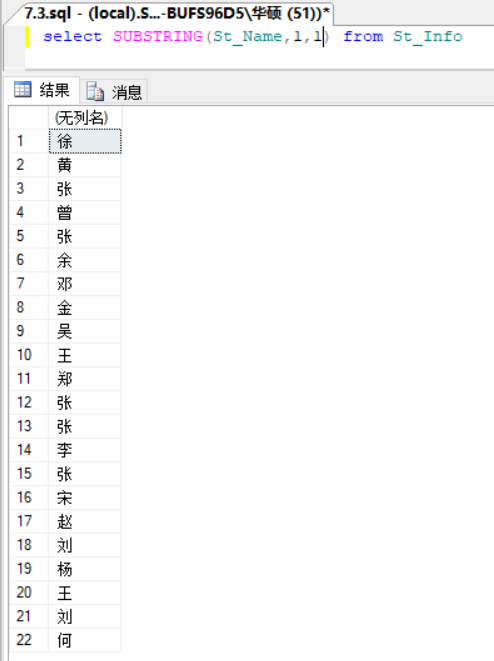 7.3.sql - (local).S...-BUFS96D5\华硕 (51))*
select SUBSTRING(St_Name,1,1) from St_Info
结果 消息
(无列名)
1 徐
2 黄
3 张
4 曾
5 张
6 余
7 邓
8 金
9 吴
10 王
11 郑
12 张
13 张
14 李
15 张
16 宋
17 赵
18 刘
19 杨
20 王
21 刘
22 何